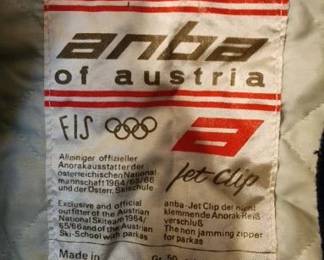 anba
of austria
FIS
a
Jet Clip
Alleiniger offizieller
Anorakausstatter der
österreichischen National
mannschaft 1964/65/66
und der Österr. Skischule
Exclusive and official
outfitter of the Austrian
National Skiteam 1964/
65/66 and of the Austrian
Ski-School with parkas
anba-Jet Clip der nicht
klemmende Anorak-Reiß
verschluß
The non jamming zipper
for parkas
Made in
Gr. 50